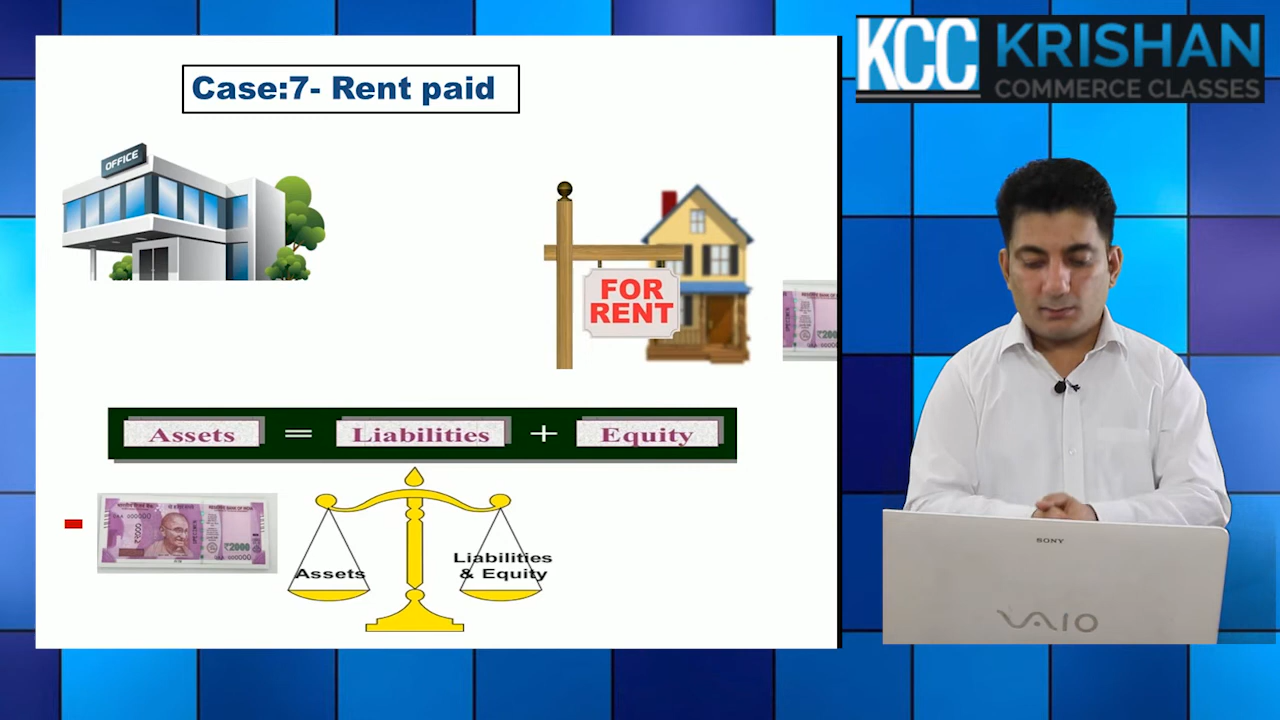 KCC KRISHAN
COMMERCE CLASSES
Case:7- Rent paid
OFFICE
FOR
RENT
Assets = Liabilities + Equity
₹2000
Assets
Liabilities
& Equity
SONY
VAIO